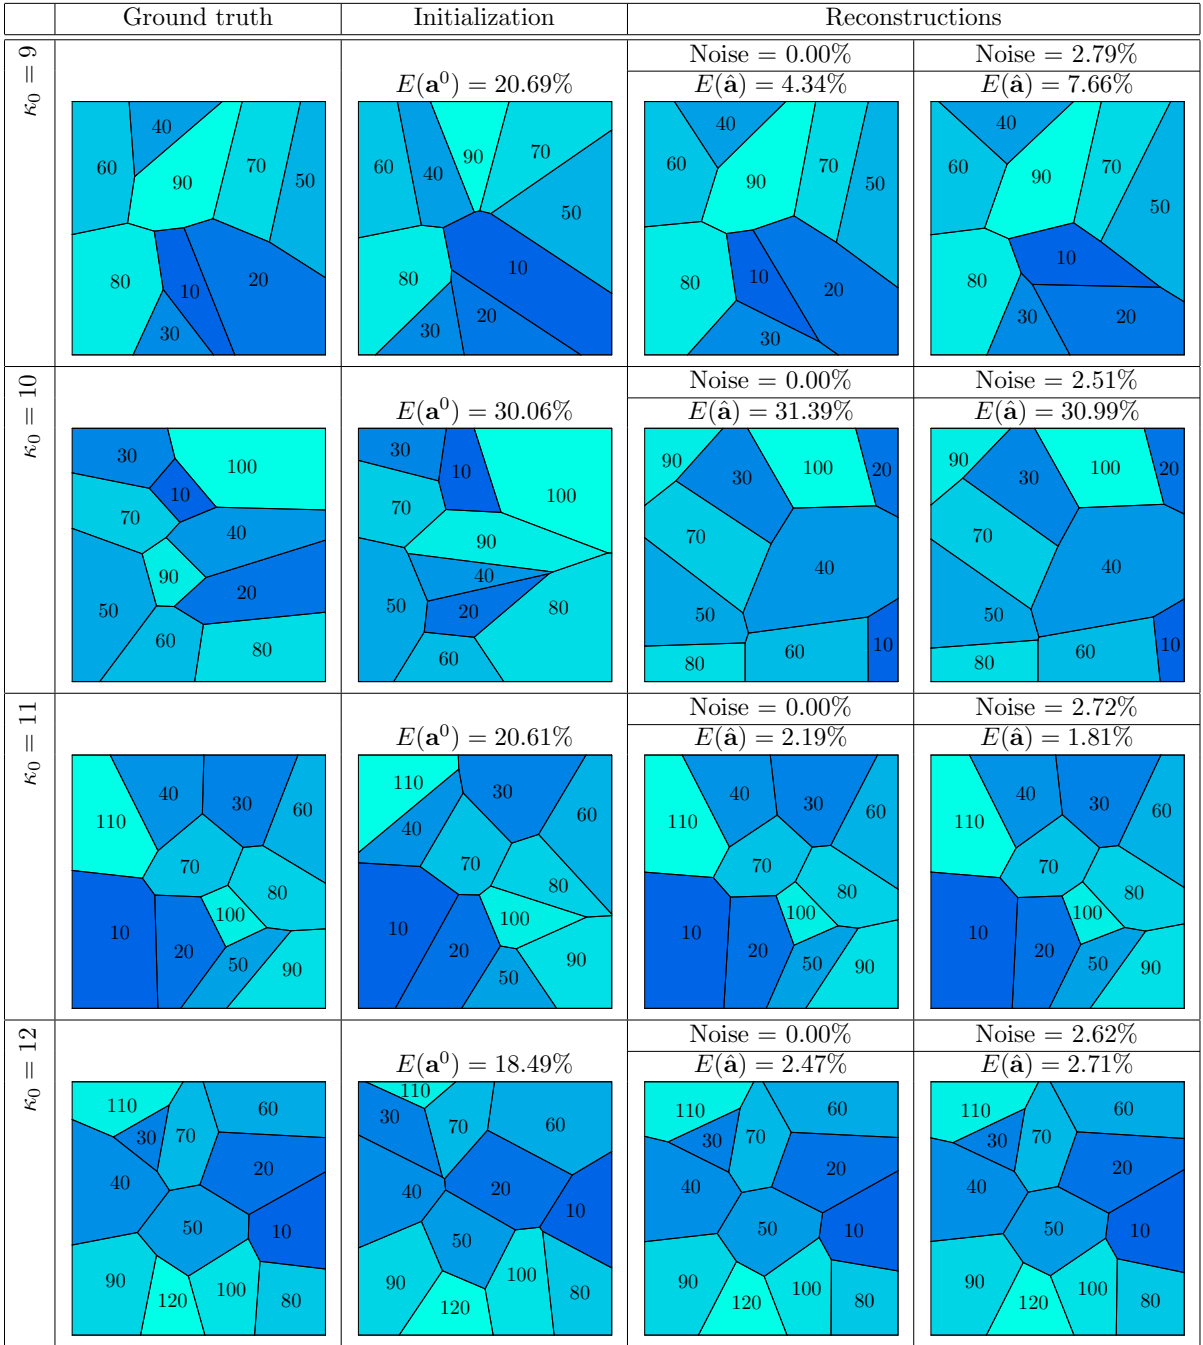 Ground truth Initialization Reconstructions
κ₀ = 9
Noise = 0.00% Noise = 2.79%
E(a⁰) = 20.69% E(â) = 4.34% E(â) = 7.66%
60 40 90 70 50 80 10 20 30
60 40 90 70 50 80 10 20 30
60 40 90 70 50 80 10 20 30
60 40 90 70 50 80 10 30 20
κ₀ = 10
Noise = 0.00% Noise = 2.51%
E(a⁰) = 30.06% E(â) = 31.39% E(â) = 30.99%
30 100 10 70 40 90 20 50 60 80
30 10 100 70 90 40 50 20 80 60
90 30 100 20 70 40 50 60 10 80
90 30 100 20 70 40 50 60 10 80
κ₀ = 11
Noise = 0.00% Noise = 2.72%
E(a⁰) = 20.61% E(â) = 2.19% E(â) = 1.81%
110 40 30 60 70 80 100 10 20 50 90
110 30 60 40 70 80 100 10 20 50 90
110 40 30 60 70 80 100 10 20 50 90
110 40 30 60 70 80 100 10 20 50 90
κ₀ = 12
Noise = 0.00% Noise = 2.62%
E(a⁰) = 18.49% E(â) = 2.47% E(â) = 2.71%
110 60 30 70 20 40 50 10 90 120 100 80
110 30 70 60 40 20 10 50 90 100 120 80
110 60 30 70 20 40 50 10 90 120 100 80
110 60 30 70 20 40 50 10 90 120 100 80